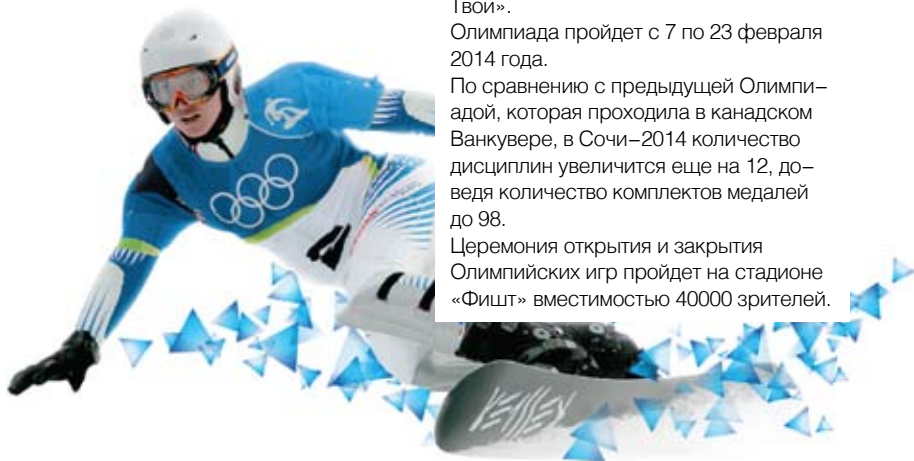 Твои».
Олимпиада пройдет с 7 по 23 февраля
2014 года.
По сравнению с предыдущей Олимпи–
адой, которая проходила в канадском
Ванкувере, в Сочи–2014 количество
дисциплин увеличится еще на 12, до–
ведя количество комплектов медалей
до 98.
Церемония открытия и закрытия
Олимпийских игр пройдет на стадионе
«Фишт» вместимостью 40000 зрителей.